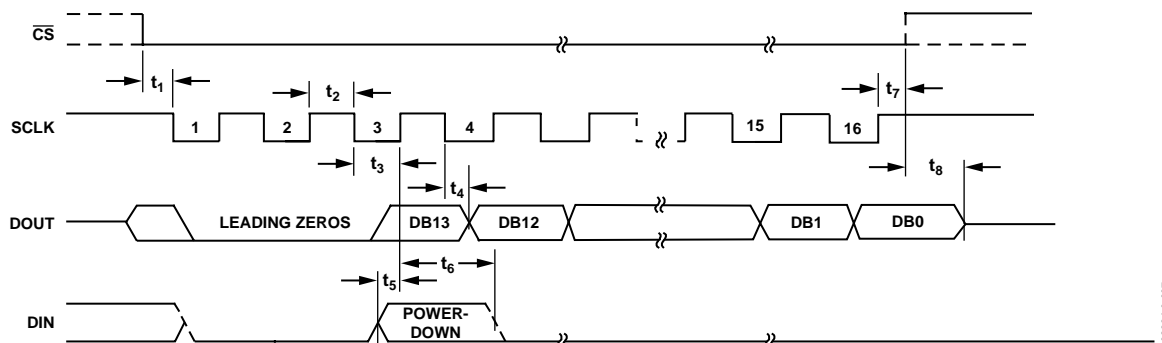 CS
t1
t2
t7
SCLK
1
2
3
4
15
16
t3
t4
t8
DOUT
LEADING ZEROS
DB13
DB12
DB1
DB0
t5
t6
DIN
POWER-
DOWN